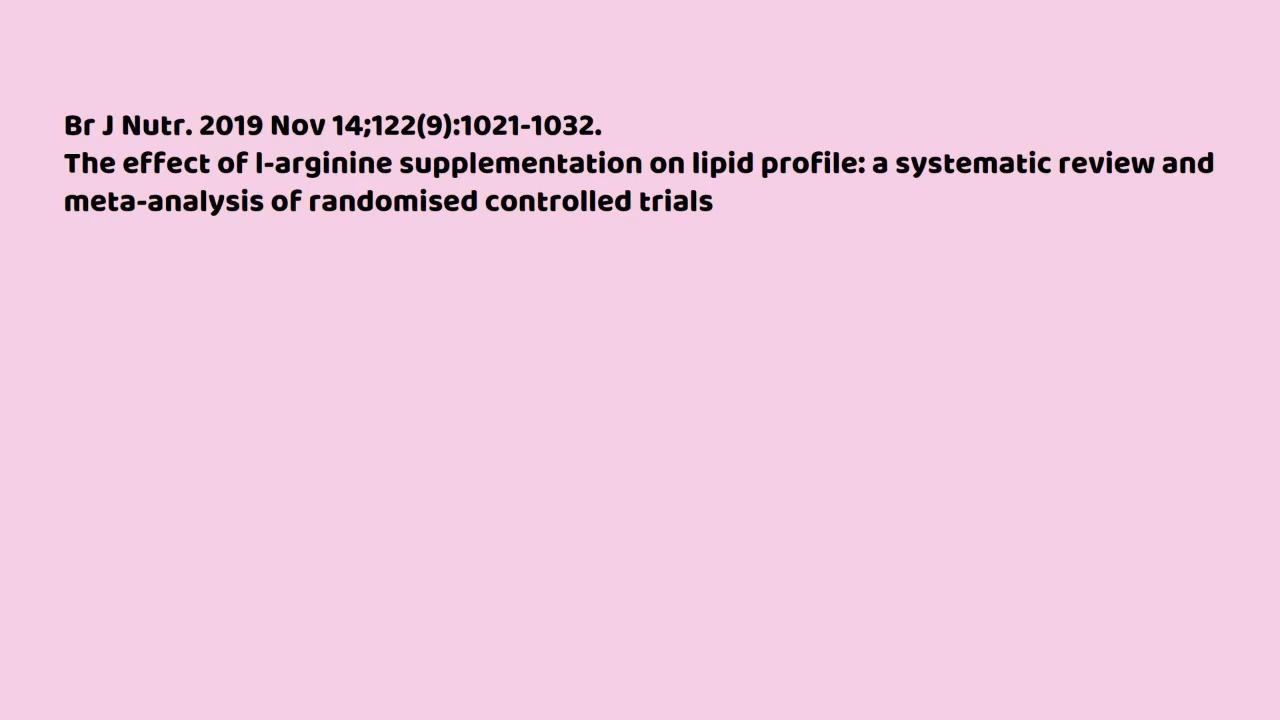 Br J Nutr. 2019 Nov 14;122(9):1021-1032.
The effect of l-arginine supplementation on lipid profile: a systematic review and
meta-analysis of randomised controlled trials